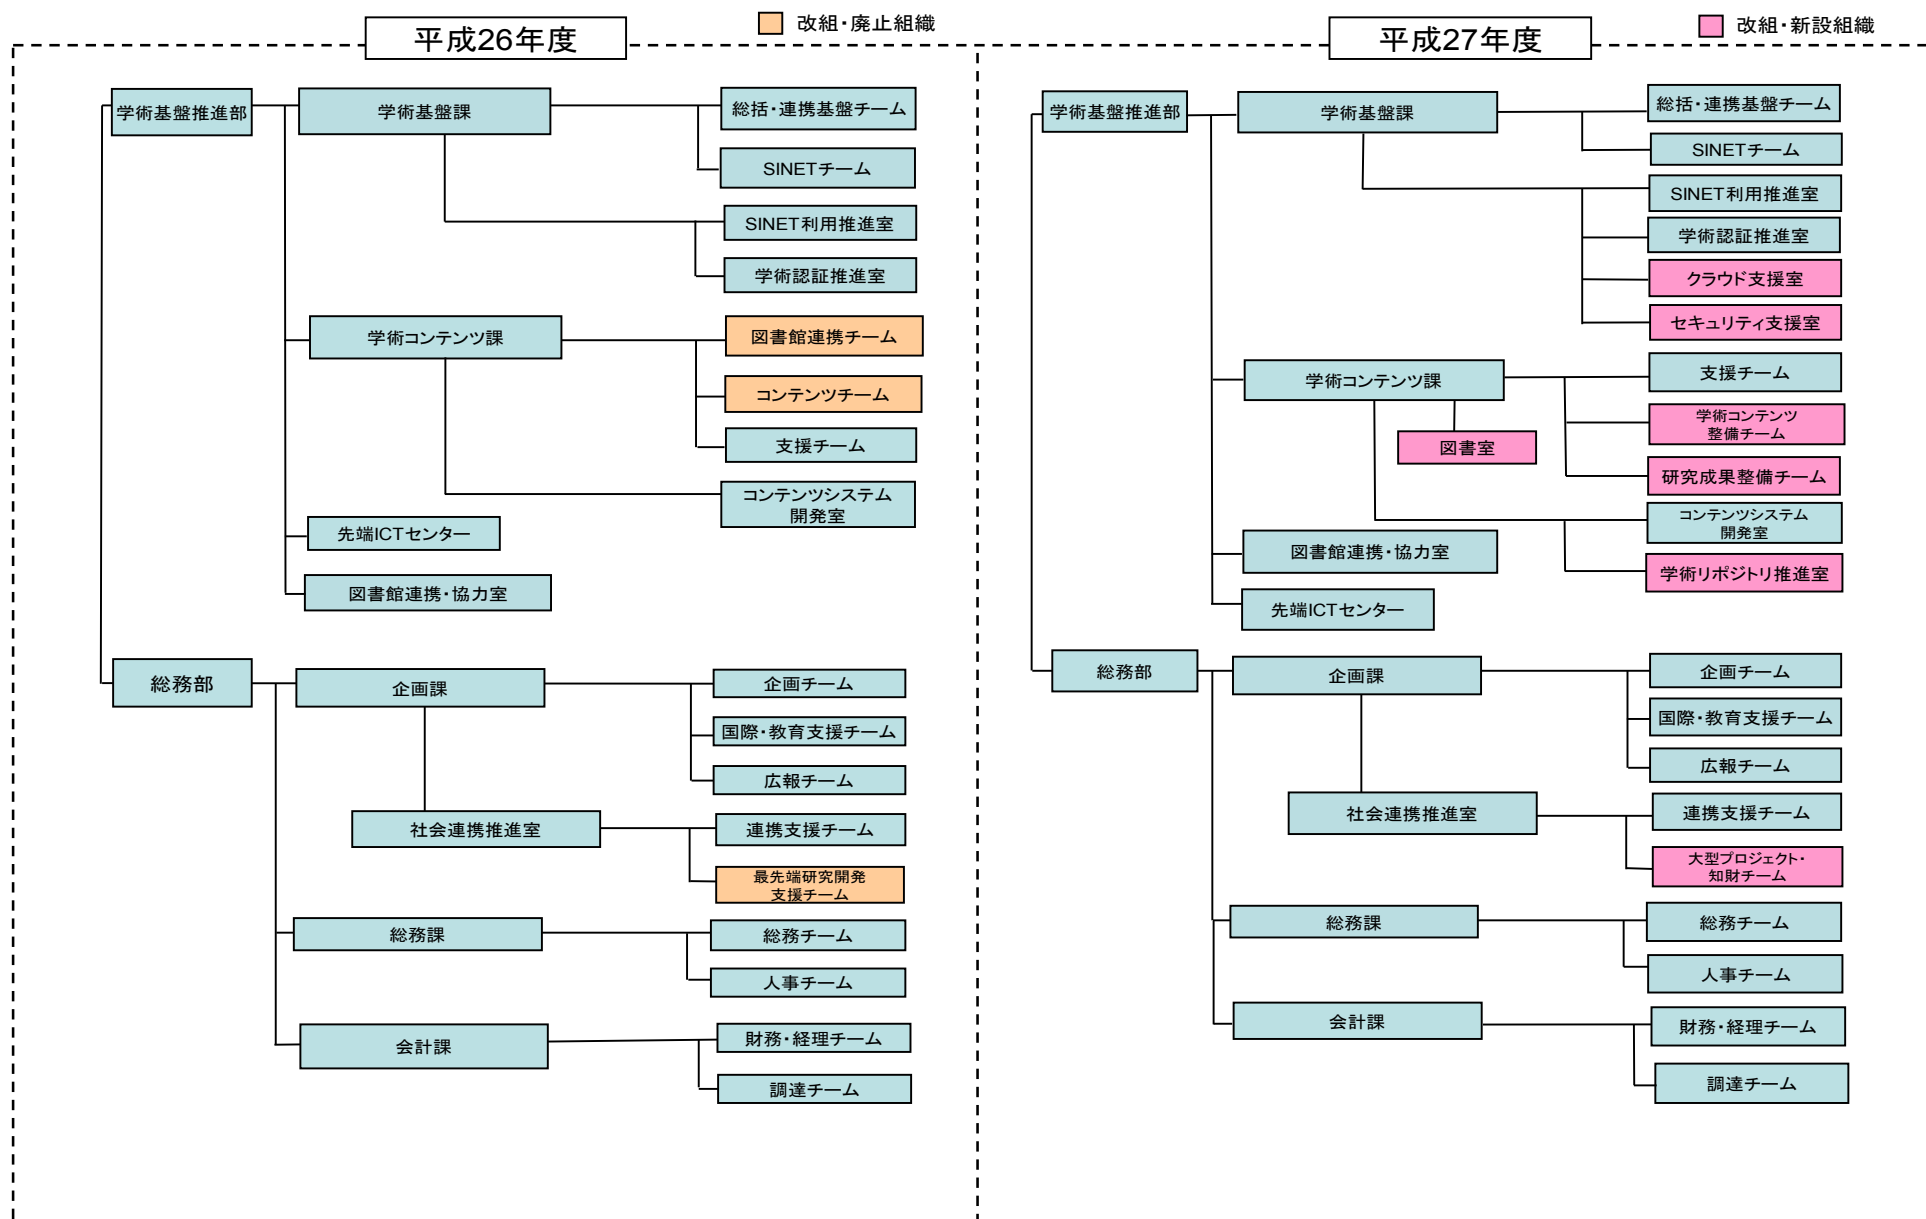 平成26年度
改組・廃止組織
学術基盤推進部
学術基盤課
総括・連携基盤チーム
SINETチーム
SINET利用推進室
学術認証推進室
学術コンテンツ課
図書館連携チーム
コンテンツチーム
支援チーム
コンテンツシステム
開発室
先端ICTセンター
図書館連携・協力室
総務部
企画課
企画チーム
国際・教育支援チーム
広報チーム
社会連携推進室
連携支援チーム
最先端研究開発
支援チーム
総務課
総務チーム
人事チーム
会計課
財務・経理チーム
調達チーム
平成27年度
改組・新設組織
学術基盤推進部
学術基盤課
総括・連携基盤チーム
SINETチーム
SINET利用推進室
学術認証推進室
クラウド支援室
セキュリティ支援室
学術コンテンツ課
支援チーム
学術コンテンツ
整備チーム
図書室
研究成果整備チーム
コンテンツシステム
開発室
学術リポジトリ推進室
図書館連携・協力室
先端ICTセンター
総務部
企画課
企画チーム
国際・教育支援チーム
広報チーム
社会連携推進室
連携支援チーム
大型プロジェクト・
知財チーム
総務課
総務チーム
人事チーム
会計課
財務・経理チーム
調達チーム